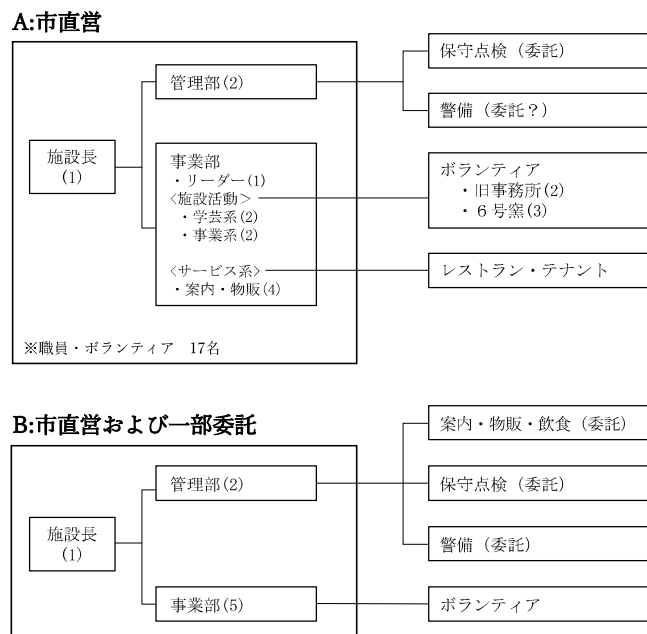 A:市直営
管理部(2)
保守点検（委託）
警備（委託？）
施設長
(1)
事業部
・リーダー(1)
<施設活動>
・学芸系(2)
・事業系(2)
<サービス系>
・案内・物販(4)
ボランティア
・旧事務所(2)
・６号窯(3)
レストラン・テナント
※職員・ボランティア　17名
B:市直営および一部委託
案内・物販・飲食（委託）
管理部(2)
保守点検（委託）
施設長
(1)
警備（委託）
事業部(5)
ボランティア